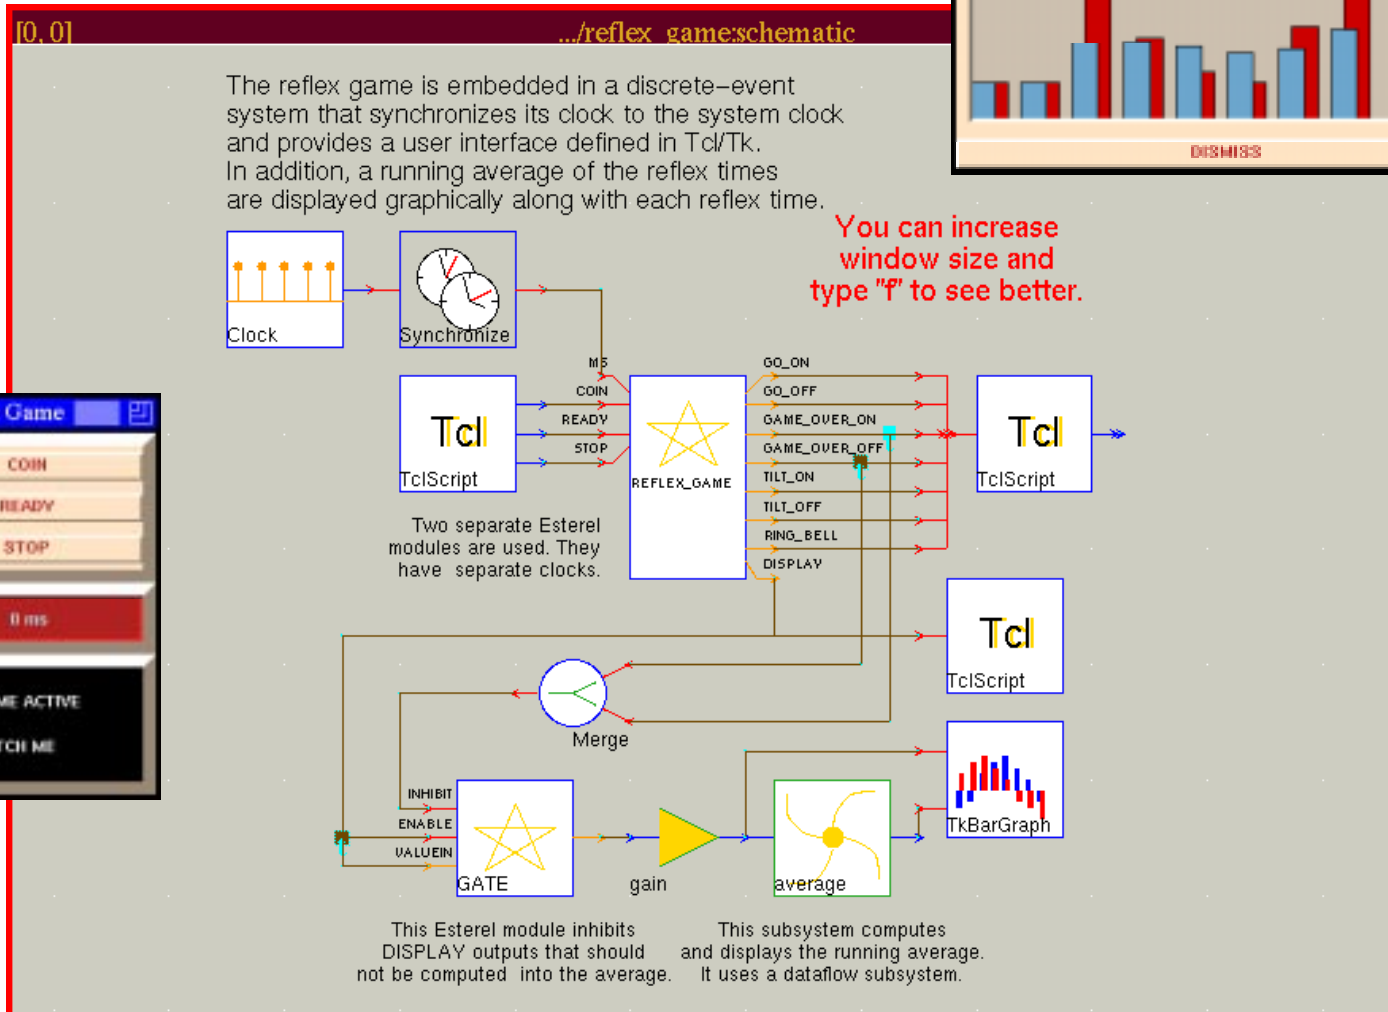 [0, 0]
.../reflex_game:schematic
DISMISS
The reflex game is embedded in a discrete–event
system that synchronizes its clock to the system clock
and provides a user interface defined in Tcl/Tk.
In addition, a running average of the reflex times
are displayed graphically along with each reflex time.
You can increase
window size and
type "f" to see better.
Clock
Synchronize
MS
COIN
READY
STOP
Tcl
TclScript
REFLEX_GAME
GO_ON
GO_OFF
GAME_OVER_ON
GAME_OVER_OFF
TILT_ON
TILT_OFF
RING_BELL
DISPLAY
Tcl
TclScript
Game
COIN
READY
STOP
0 ms
ME ACTIVE
TCH ME
Two separate Esterel
modules are used. They
have separate clocks.
Tcl
TclScript
Merge
TkBarGraph
INHIBIT
ENABLE
VALUEIN
GATE
gain
average
This Esterel module inhibits
DISPLAY outputs that should
not be computed into the average.
This subsystem computes
and displays the running average.
It uses a dataflow subsystem.